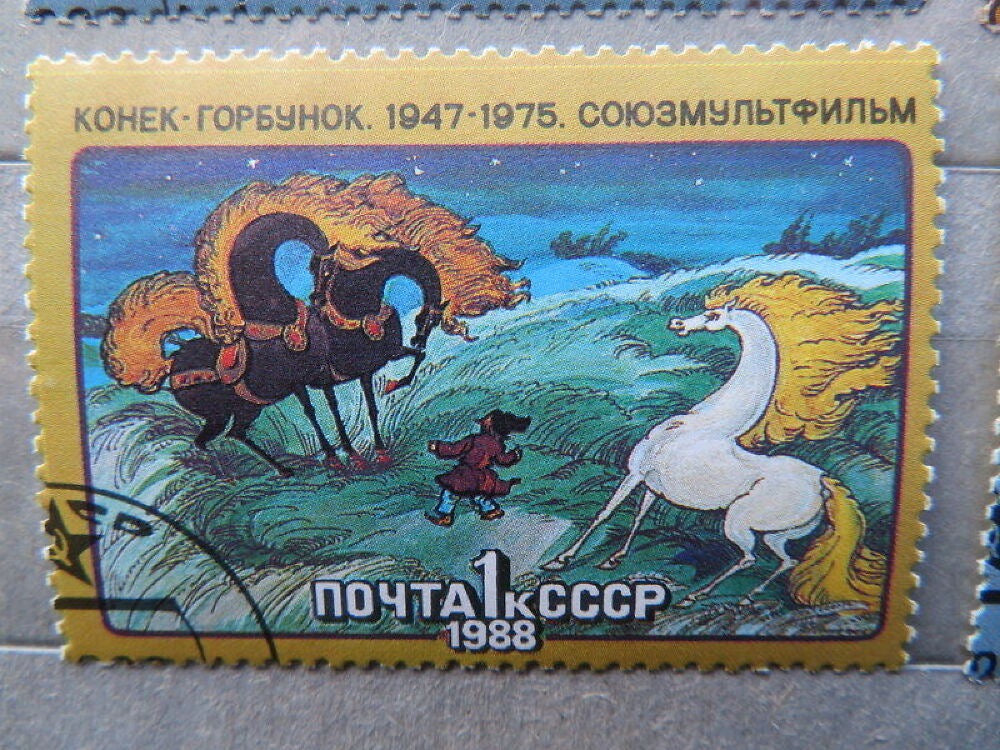 КОНЕК-ГОРБУНОК. 1947-1975. СОЮЗМУЛЬТФИЛЬМ
ПОЧТА 1к СССР
1988